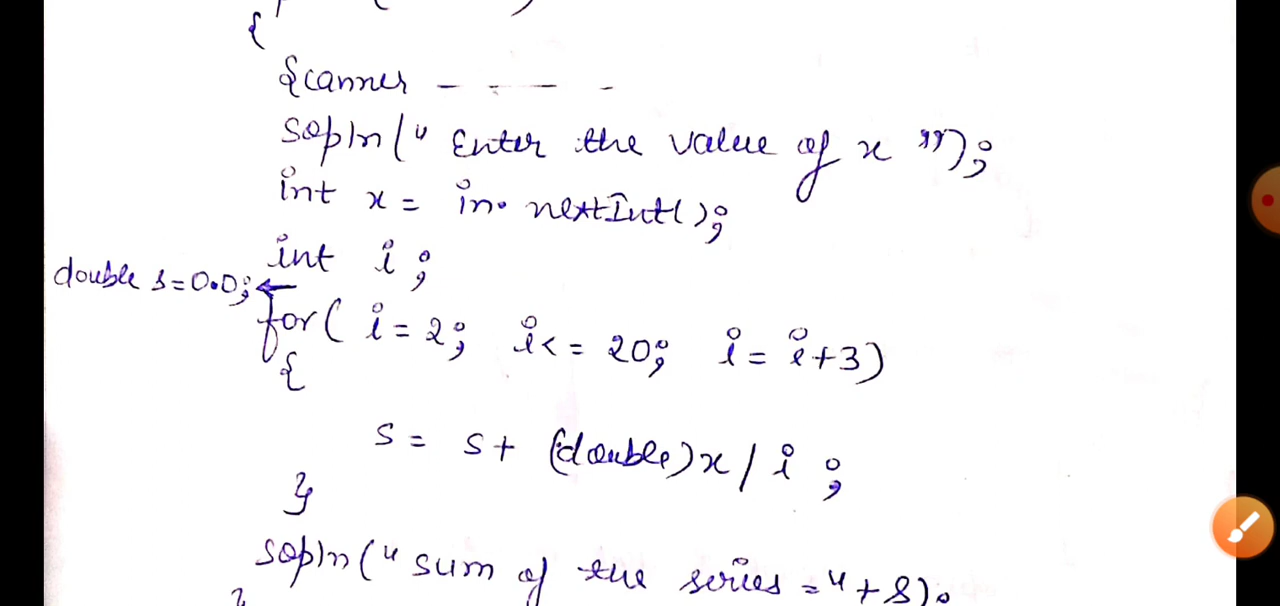 {
Scanner - - - -
sopln(" Enter the value of x ");
int x = in. nextInt();
int i ;
double s=0.0;
for( i = 2; i<= 20; i = i+3)
{
s = s + (double)x / i ;
}
sopln(" sum of the series =" + s);
}